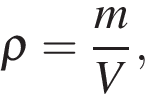 ρ = m/V,